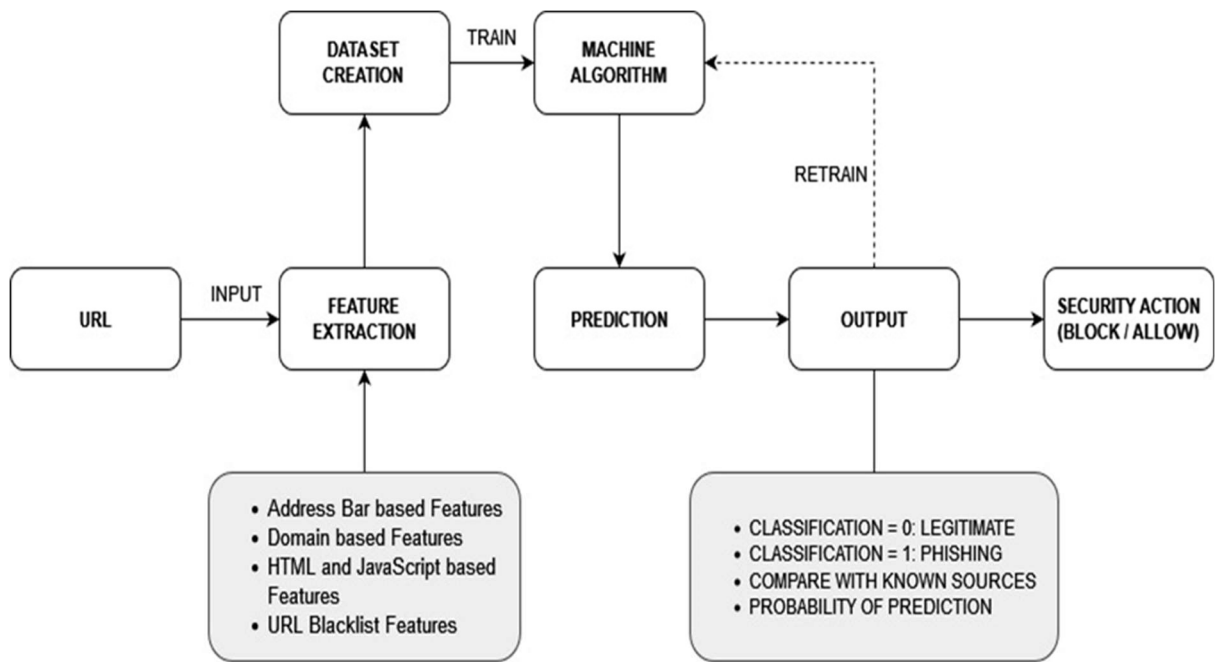 DATASET
CREATION
TRAIN
MACHINE
ALGORITHM
RETRAIN
URL
INPUT
FEATURE
EXTRACTION
PREDICTION
OUTPUT
SECURITY ACTION
(BLOCK / ALLOW)
• Address Bar based Features
• Domain based Features
• HTML and JavaScript based
Features
• URL Blacklist Features
• CLASSIFICATION = 0: LEGITIMATE
• CLASSIFICATION = 1: PHISHING
• COMPARE WITH KNOWN SOURCES
• PROBABILITY OF PREDICTION